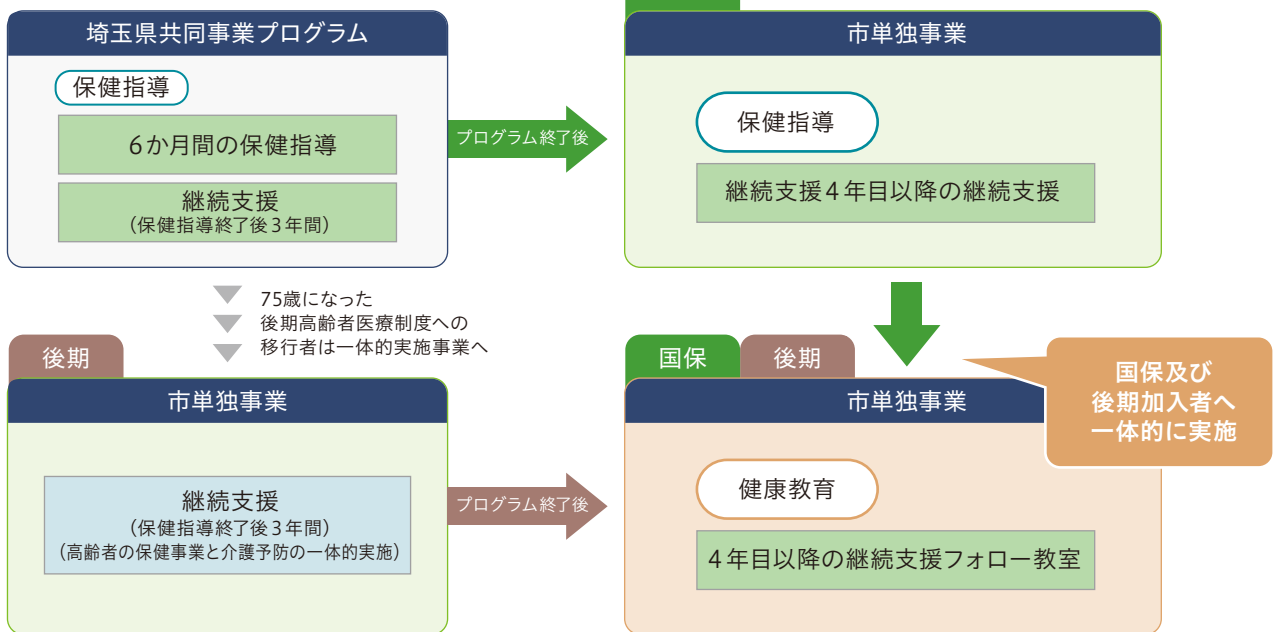 埼玉県共同事業プログラム
保健指導
6か月間の保健指導
継続支援
（保健指導終了後3年間）
プログラム終了後
市単独事業
保健指導
継続支援4年目以降の継続支援
75歳になった
後期高齢者医療制度への
移行者は一体的実施事業へ
後期
市単独事業
継続支援
（保健指導終了後3年間）
（高齢者の保健事業と介護予防の一体的実施）
プログラム終了後
国保
後期
市単独事業
国保及び
後期加入者へ
一体的に実施
健康教育
4年目以降の継続支援フォロー教室